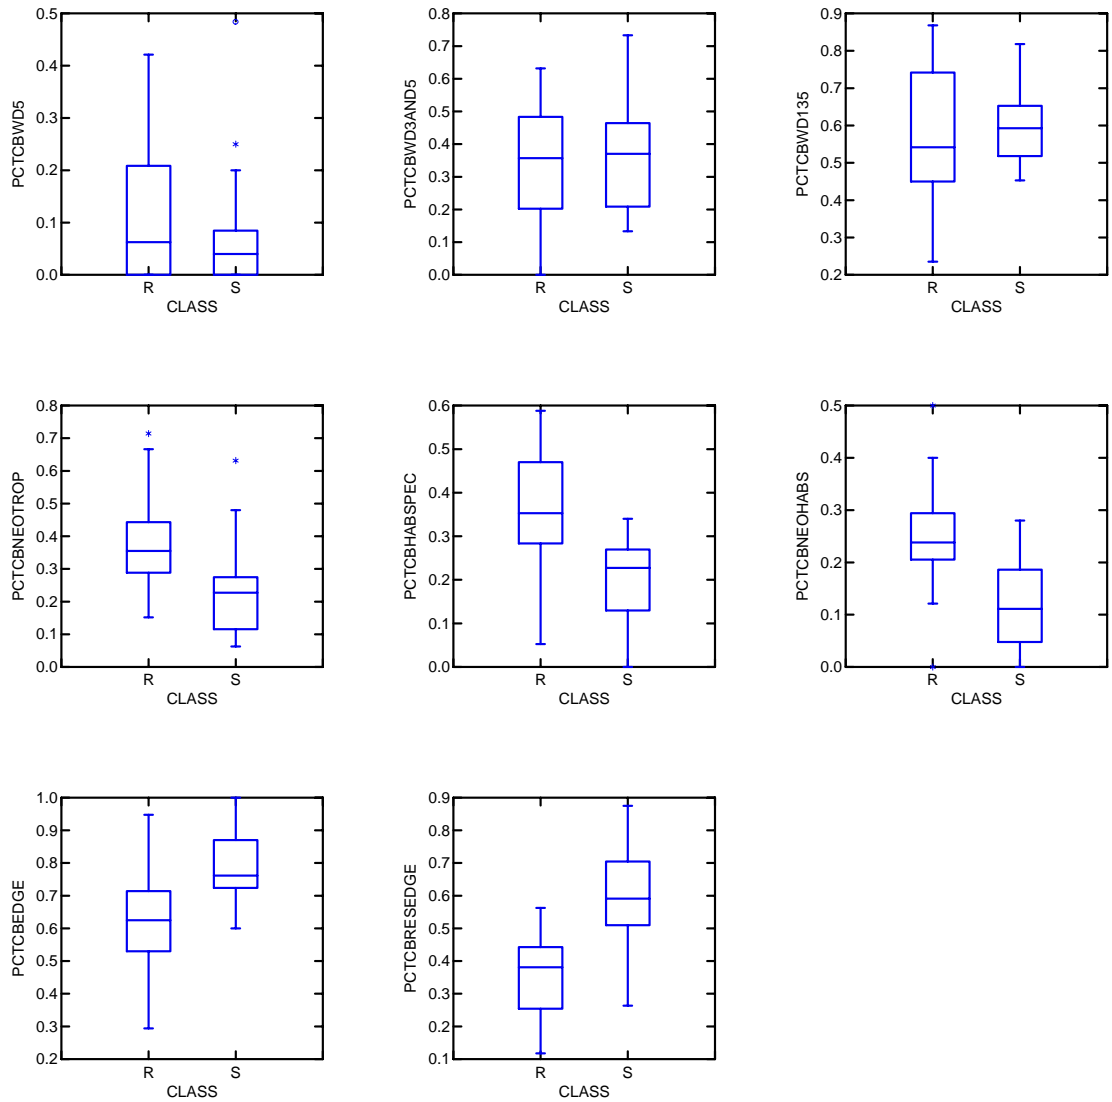 PCTCBWD5
0.5
0.4
0.3
0.2
0.1
0.0
R S
CLASS
PCTCBWD3AND5
0.8
0.7
0.6
0.5
0.4
0.3
0.2
0.1
0.0
R S
CLASS
PCTCBWD135
0.9
0.8
0.7
0.6
0.5
0.4
0.3
0.2
R S
CLASS
PCTCBNEOTROP
0.8
0.7
0.6
0.5
0.4
0.3
0.2
0.1
0.0
R S
CLASS
PCTCBHABSPEC
0.6
0.5
0.4
0.3
0.2
0.1
0.0
R S
CLASS
PCTCBNEOHABS
0.5
0.4
0.3
0.2
0.1
0.0
R S
CLASS
PCTCBEDGE
1.0
0.9
0.8
0.7
0.6
0.5
0.4
0.3
0.2
R S
CLASS
PCTCBRESEDGE
0.9
0.8
0.7
0.6
0.5
0.4
0.3
0.2
0.1
R S
CLASS